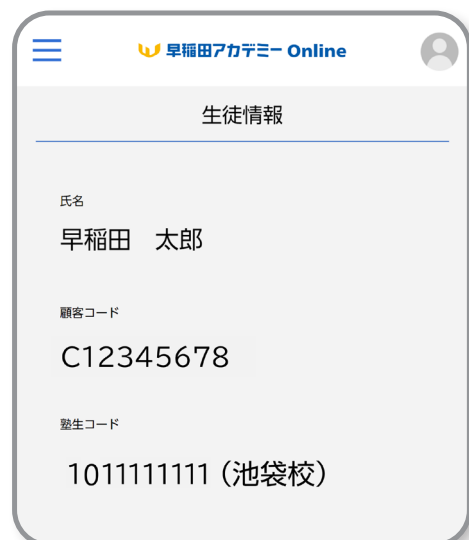 早稲田アカデミー Online
生徒情報
氏名
早稲田　太郎
顧客コード
C12345678
塾生コード
1011111111（池袋校）